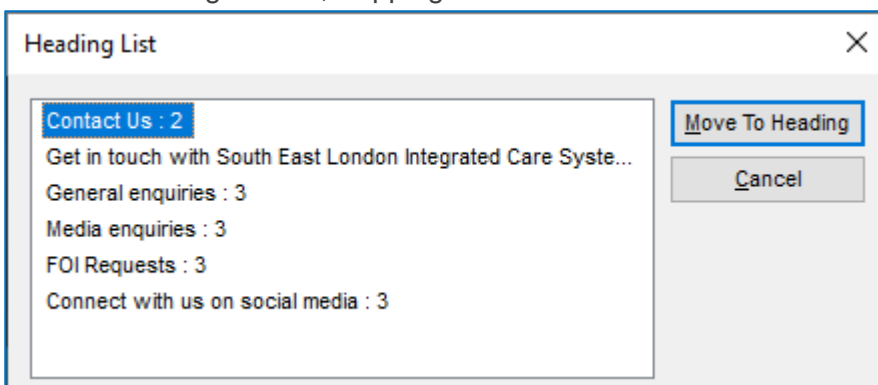 Heading List
Contact Us : 2
Get in touch with South East London Integrated Care Syste...
General enquiries : 3
Media enquiries : 3
FOI Requests : 3
Connect with us on social media : 3
Move To Heading
Cancel